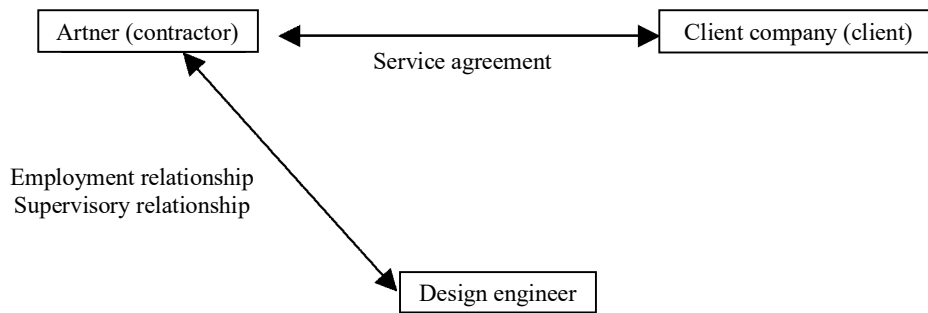 Artner (contractor)
Client company (client)
Service agreement
Employment relationship
Supervisory relationship
Design engineer